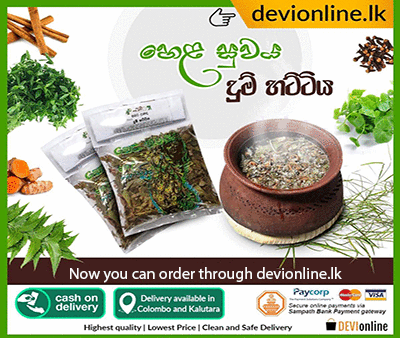 devionline.lk
හෙළ සුවය
දුම් හට්ටිය
Now you can order through devionline.lk
cash on
delivery
Delivery available in
Colombo and Kalutara
Paycorp
VISA
Secure online payments via
Sampath Bank Payment gateway
Highest quality | Lowest Price | Clean and Safe Delivery
DEVIonline